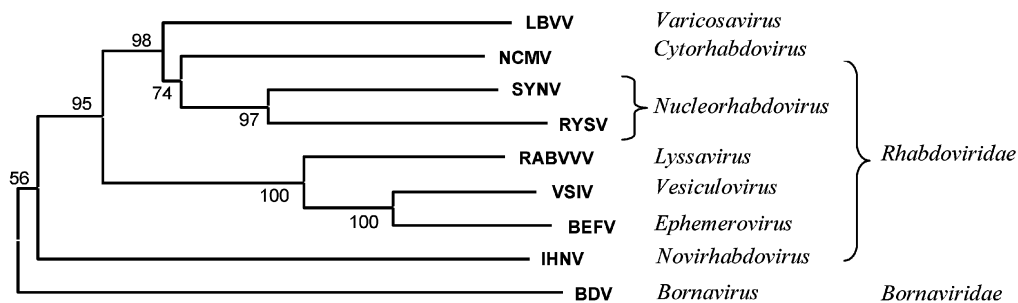 LBVV Varicosavirus
98 NCMV Cytorhabdovirus
74 SYNV
97 Nucleorhabdovirus
RYSV
95
RABVVV Lyssavirus Rhabdoviridae
100 VSIV Vesiculovirus
100 BEFV Ephemerovirus
56
IHNV Novirhabdovirus
BDV Bornavirus Bornaviridae